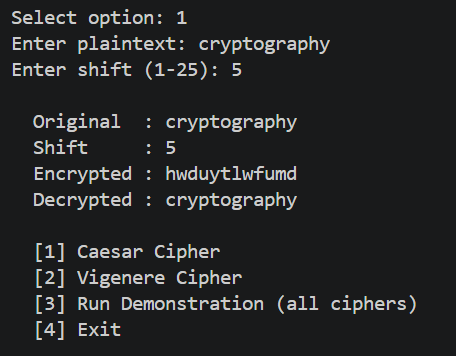 Select option: 1
Enter plaintext: cryptography
Enter shift (1-25): 5
Original : cryptography
Shift : 5
Encrypted : hwduytlwfumd
Decrypted : cryptography
[1] Caesar Cipher
[2] Vigenere Cipher
[3] Run Demonstration (all ciphers)
[4] Exit